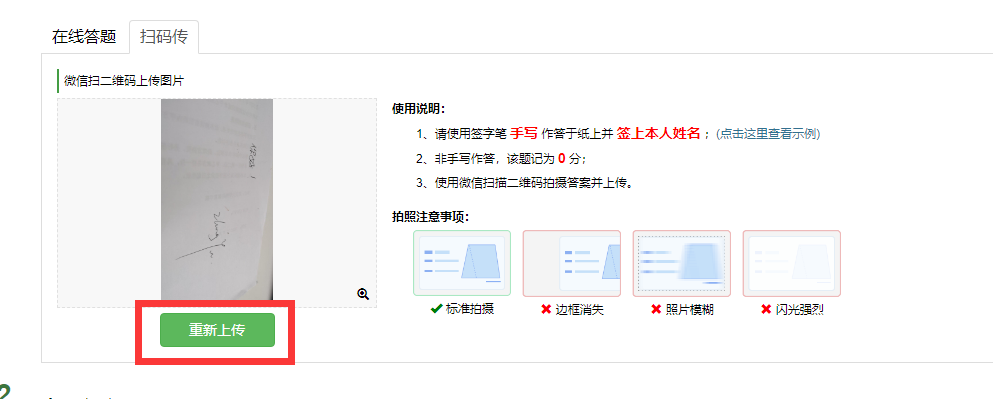 在线答题 扫码传
微信扫二维码上传图片
使用说明:
1、请使用签字笔 手写 作答于纸上并 签上本人姓名 ; (点击这里查看示例)
2、非手写作答，该题记为 0 分;
3、使用微信扫描二维码拍摄答案并上传。
拍照注意事项:
标准拍摄 边框消失 照片模糊 闪光强烈
重新上传
2